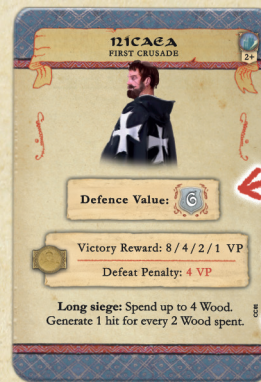 NICAEA
FIRST CRUSADE
2+
Defence Value: 6
Victory Reward: 8/4/2/1 VP
Defeat Penalty: 4 VP
Long siege: Spend up to 4 Wood.
Generate 1 hit for every 2 Wood spent.